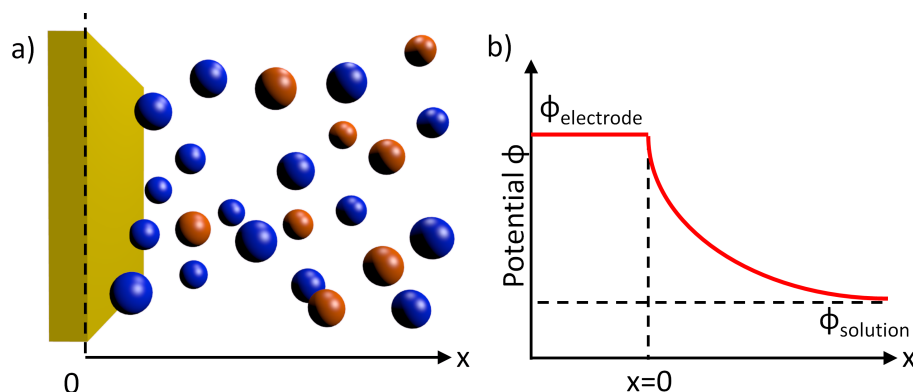 a)
0
x
b)
Potential ϕ
ϕelectrode
ϕsolution
x=0
x